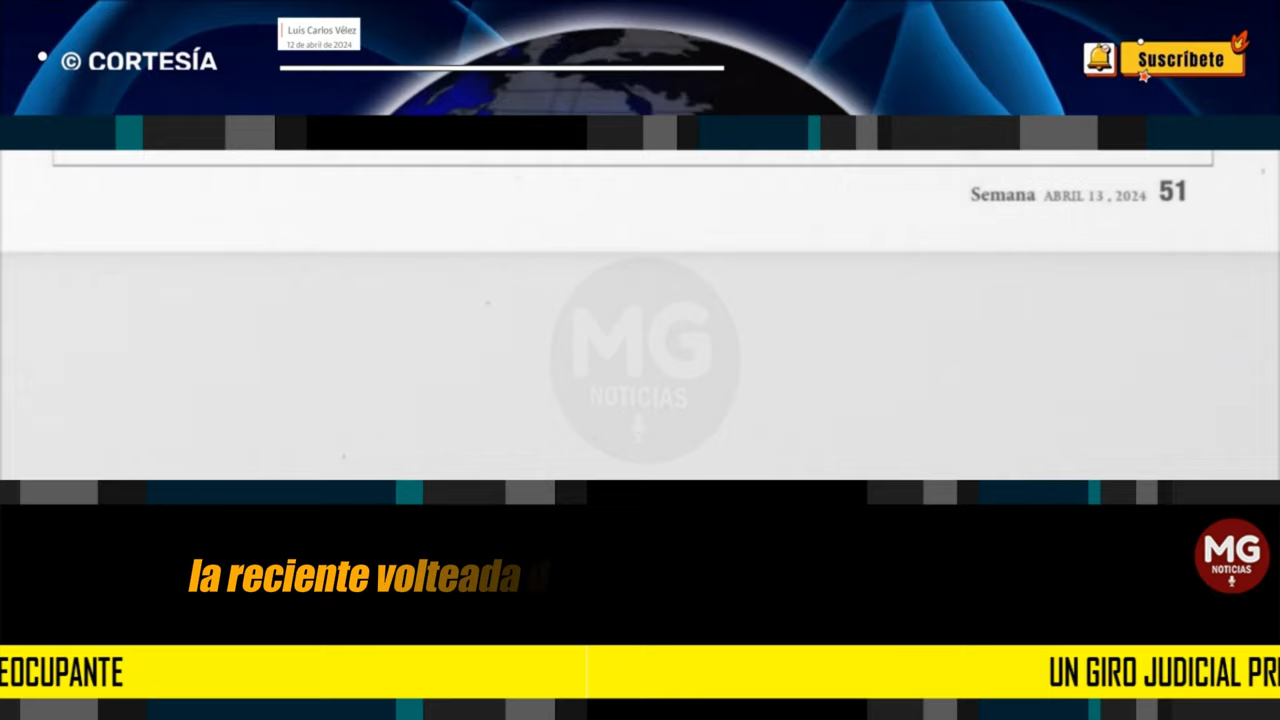 Luis Carlos Vélez
12 de abril de 2024
© CORTESÍA
Suscríbete
Semana ABRIL 13, 2024 51
MG
NOTICIAS
la reciente volteada d
MG
NOTICIAS
EOCUPANTE
UN GIRO JUDICIAL PR